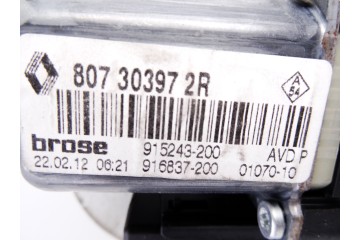 807 30397 2R
A
54
brose 915243-200 AVD P
22.02.12 06:21 916837-200 01070-10